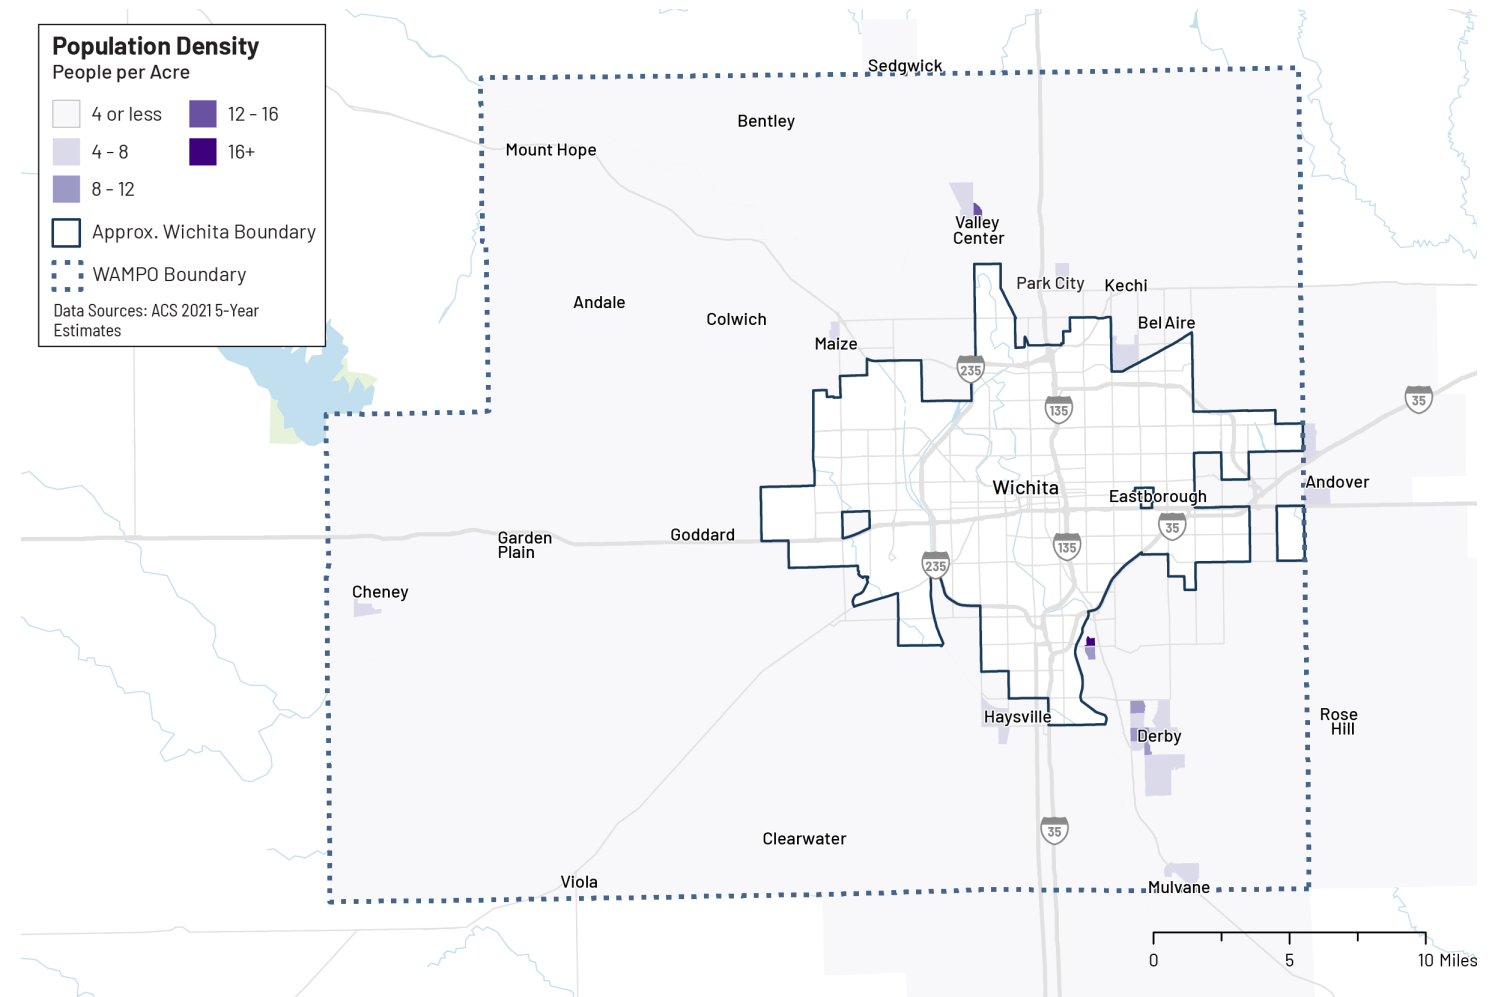 Population Density
People per Acre
4 or less
12 - 16
4 - 8
16+
8 - 12
Approx. Wichita Boundary
WAMPO Boundary
Data Sources: ACS 2021 5-Year
Estimates
Sedgwick
Bentley
Mount Hope
Valley
Center
Park City
Kechi
Andale
Colwich
Bel Aire
Maize
235
135
35
Wichita
Andover
Eastborough
35
Garden
Plain
Goddard
135
235
Cheney
Haysville
Rose
Hill
Derby
35
Clearwater
Viola
Mulvane
0
5
10 Miles